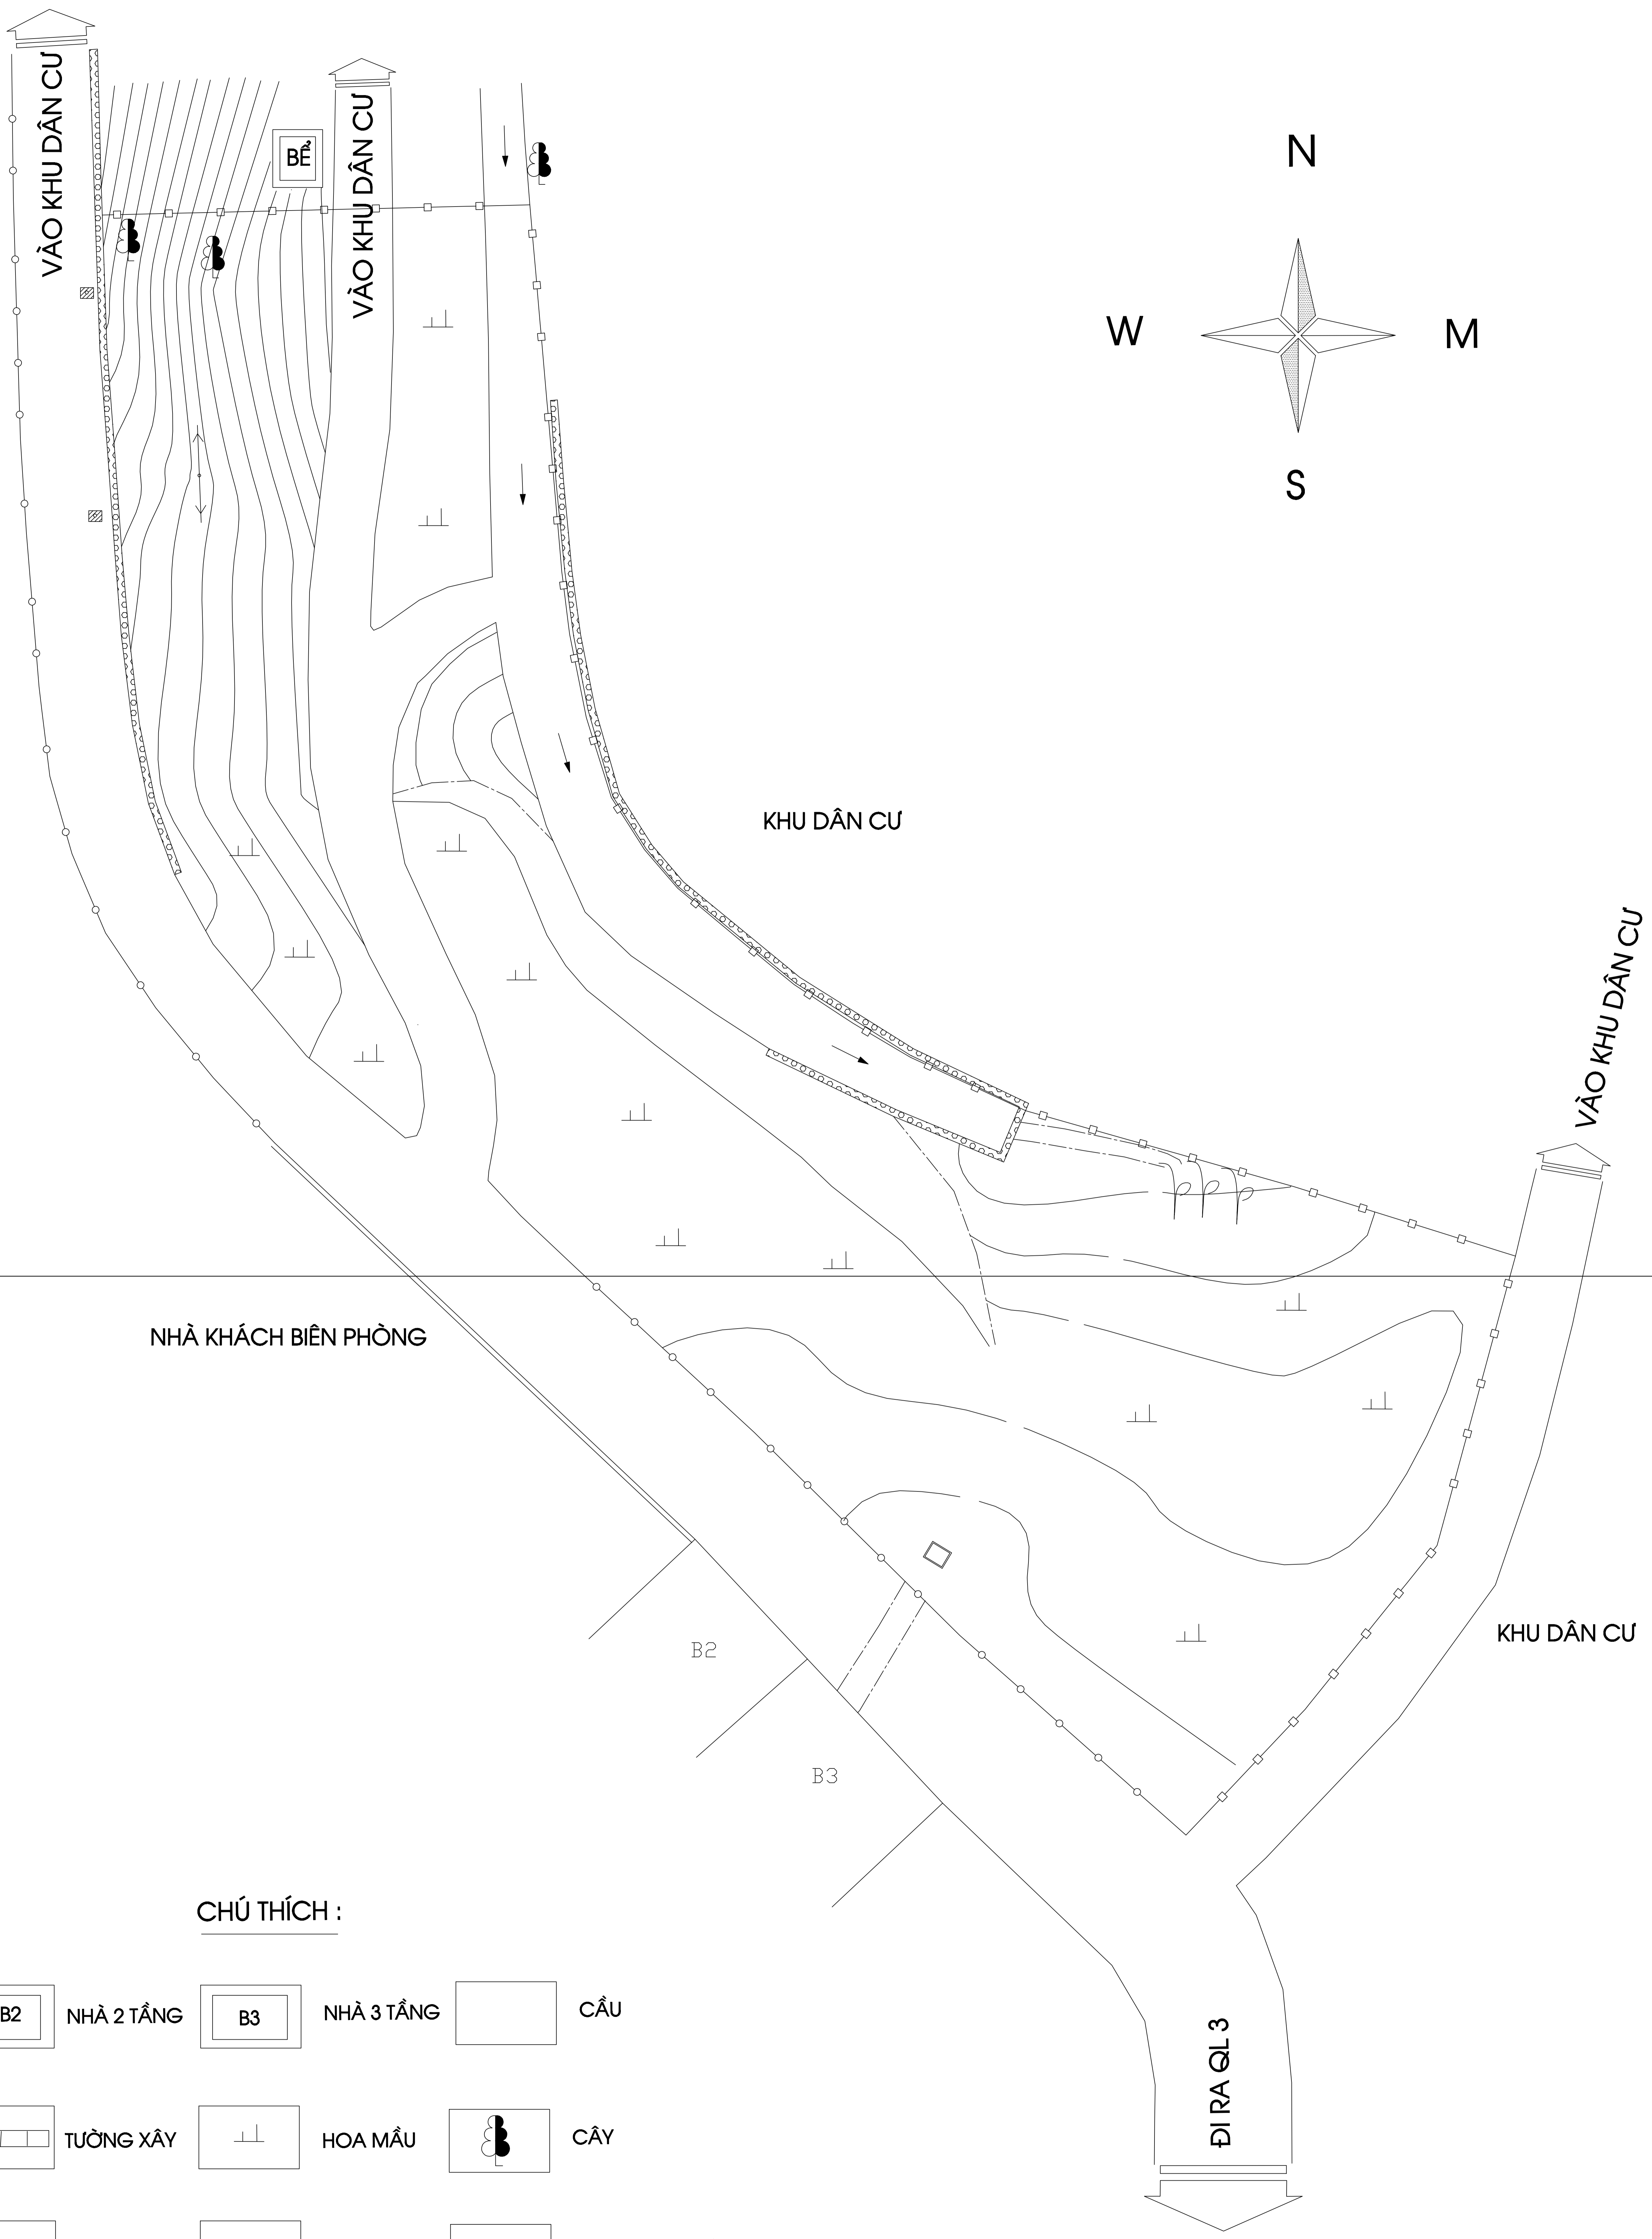 VÀO KHU DÂN CƯ
VÀO KHU DÂN CƯ
BỂ
N
W
M
S
KHU DÂN CƯ
VÀO KHU DÂN CƯ
NHÀ KHÁCH BIÊN PHÒNG
KHU DÂN CƯ
B2
B3
CHÚ THÍCH :
B2
NHÀ 2 TẦNG
B3
NHÀ 3 TẦNG
CẦU
TƯỜNG XÂY
HOA MẦU
CÂY
ĐI RA QL 3